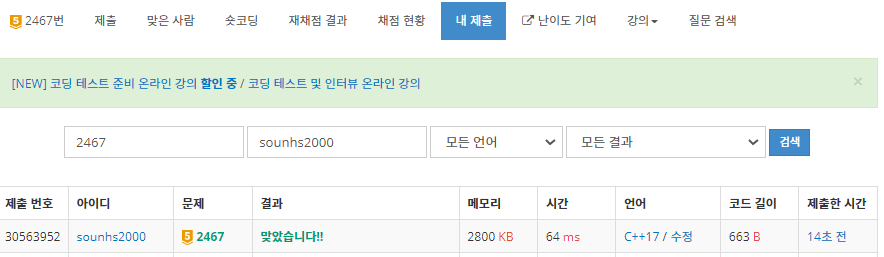 5 2467번 제출 맞은 사람 숏코딩 재채점 결과 채점 현황 내 제출 난이도 기여 강의 질문 검색
[NEW] 코딩 테스트 준비 온라인 강의 할인 중 / 코딩 테스트 및 인터뷰 온라인 강의 ×
2467 sounhs2000 모든 언어 모든 결과 검색
제출 번호 아이디 문제 결과 메모리 시간 언어 코드 길이 제출한 시간
30563952 sounhs2000 5 2467 맞았습니다!! 2800 KB 64 ms C++17 / 수정 663 B 14초 전